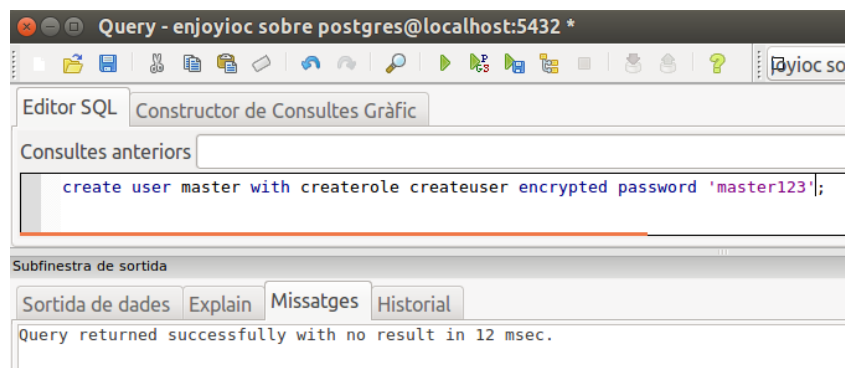 Query - enjoyioc sobre postgres@localhost:5432 *
Editor SQL Constructor de Consultes Gràfic
Consultes anteriors
create user master with createrole createuser encrypted password 'master123';
Subfinestra de sortida
Sortida de dades Explain Missatges Historial
Query returned successfully with no result in 12 msec.